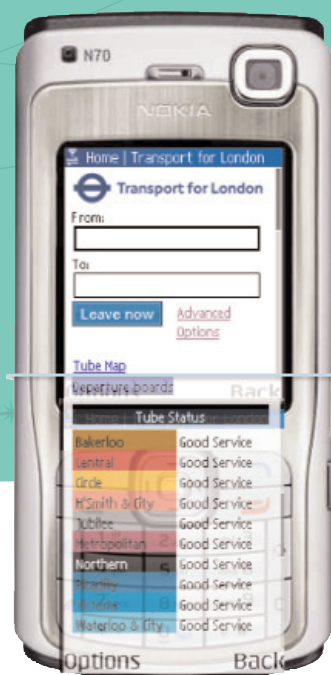 N70
NOKIA
Home | Transport for London
Transport for London
From:
To:
Leave now
Advanced
Options
Tube Map
Departure boards
Back
Tube Status
Bakerloo Good Service
Central Good Service
Circle Good Service
H'Smith & City Good Service
Jubilee Good Service
Metropolitan Good Service
Northern Good Service
Picadilly Good Service
Victoria Good Service
Waterloo & City Good Service
Options Back